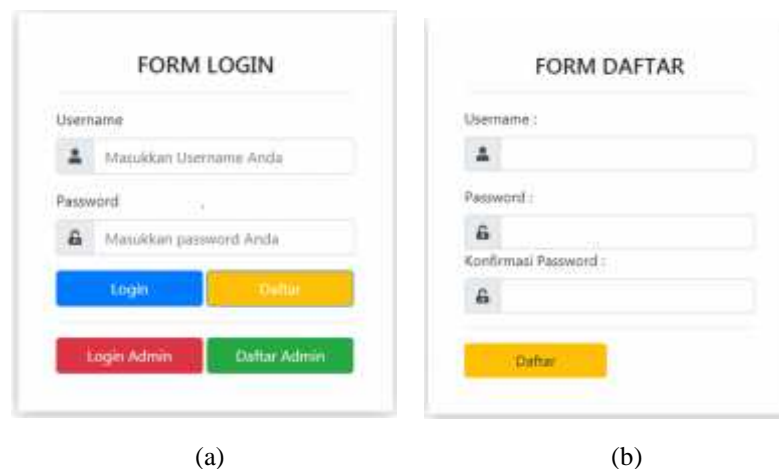 FORM LOGIN
Username
Masukkan Username Anda
Password
Masukkan password Anda
Login Daftar
Login Admin Daftar Admin
(a)
FORM DAFTAR
Username :
Password :
Konfirmasi Password :
Daftar
(b)